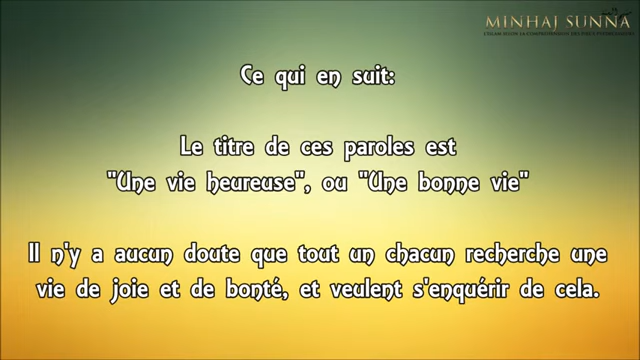 MINHAJ SUNNA
Ce qui en suit:
Le titre de ces paroles est
"Une vie heureuse", ou "Une bonne vie"
Il n'y a aucun doute que tout un chacun recherche une
vie de joie et de bonté, et veulent s'enquérir de cela.